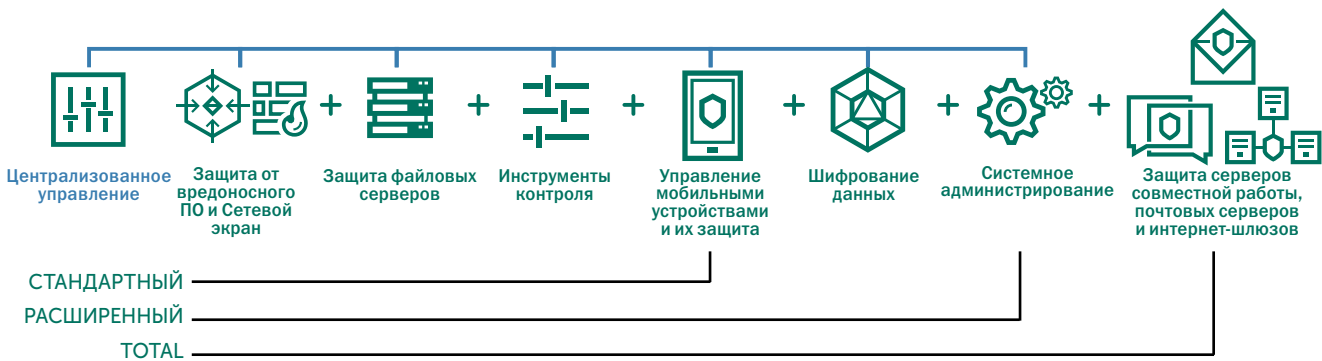 Централизованное
управление
Защита от
вредоносного
ПО и Сетевой
экран
Защита файловых
серверов
Инструменты
контроля
Управление
мобильными
устройствами
и их защита
Шифрование
данных
Системное
администрирование
Защита серверов
совместной работы,
почтовых серверов
и интернет-шлюзов
СТАНДАРТНЫЙ
РАСШИРЕННЫЙ
TOTAL